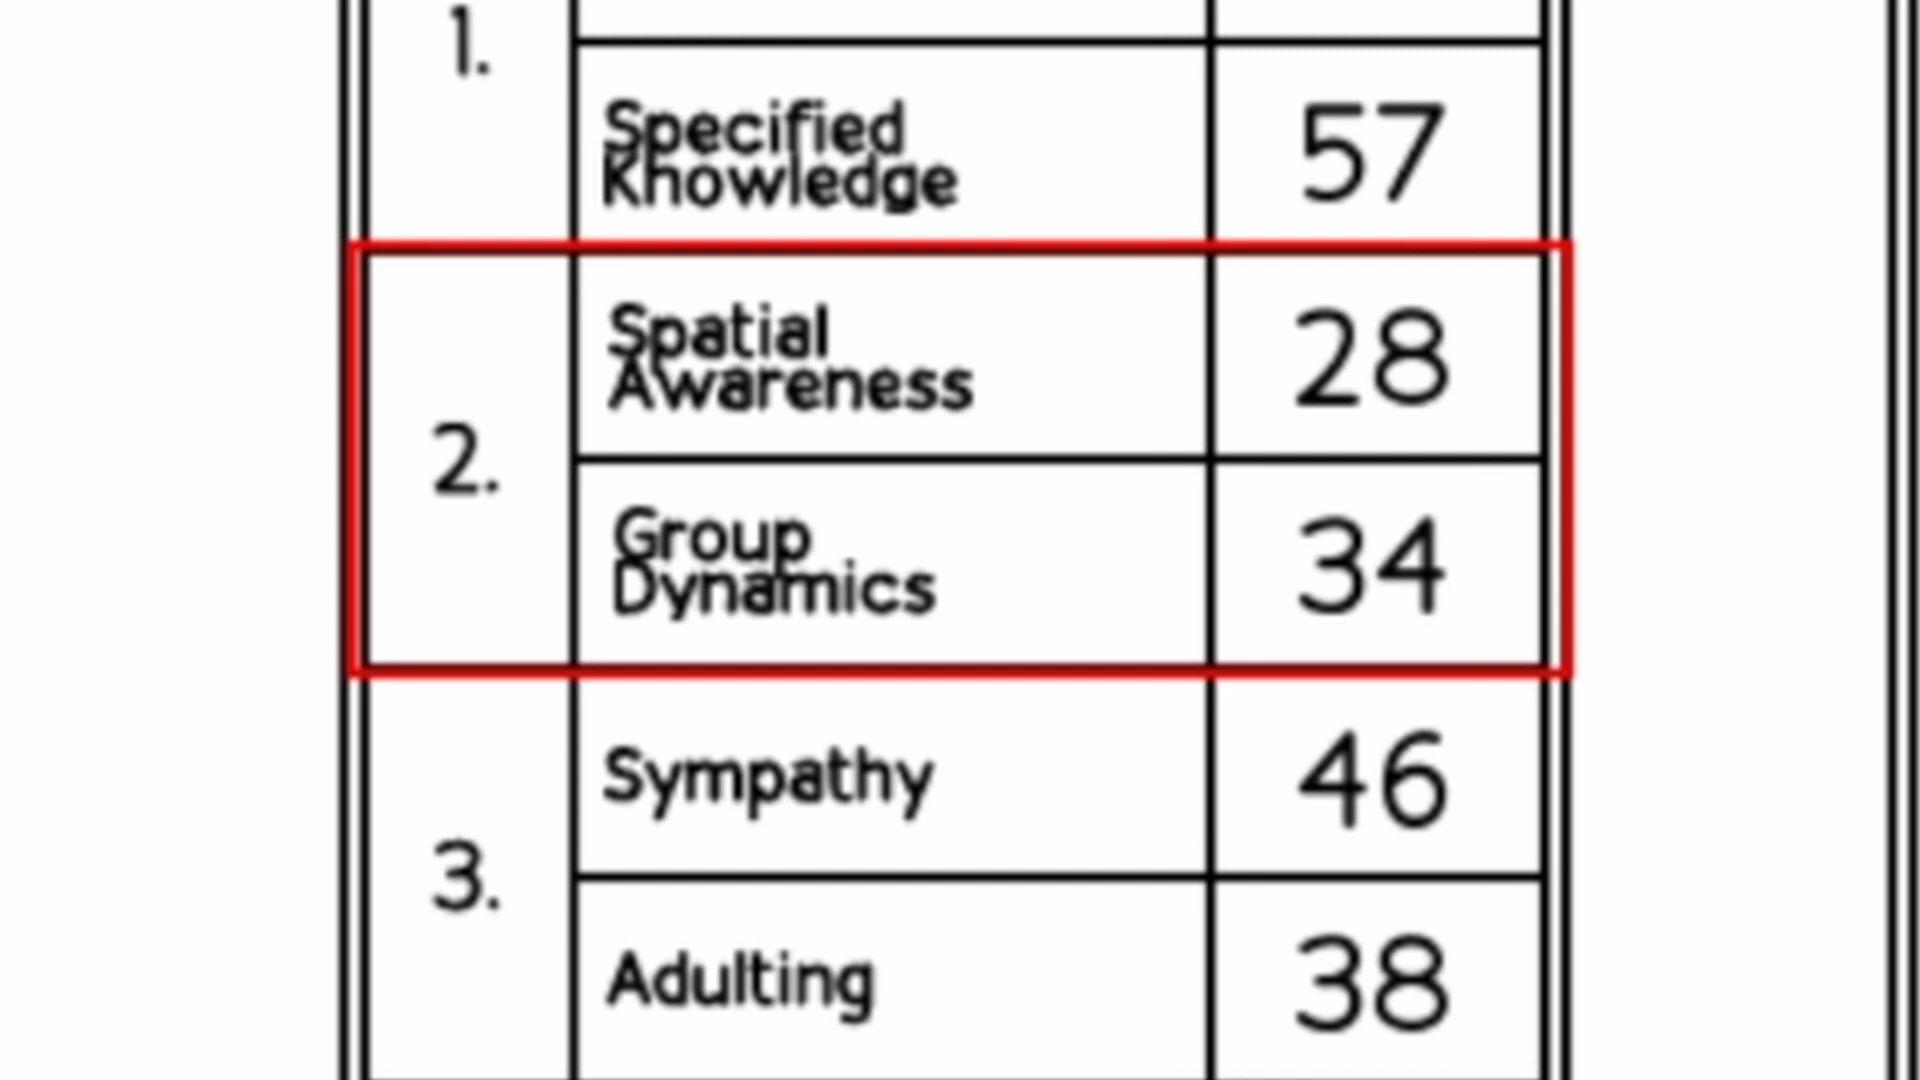 1.
Specified
Knowledge
57
2.
Spatial
Awareness
28
Group
Dynamics
34
3.
Sympathy
46
Adulting
38